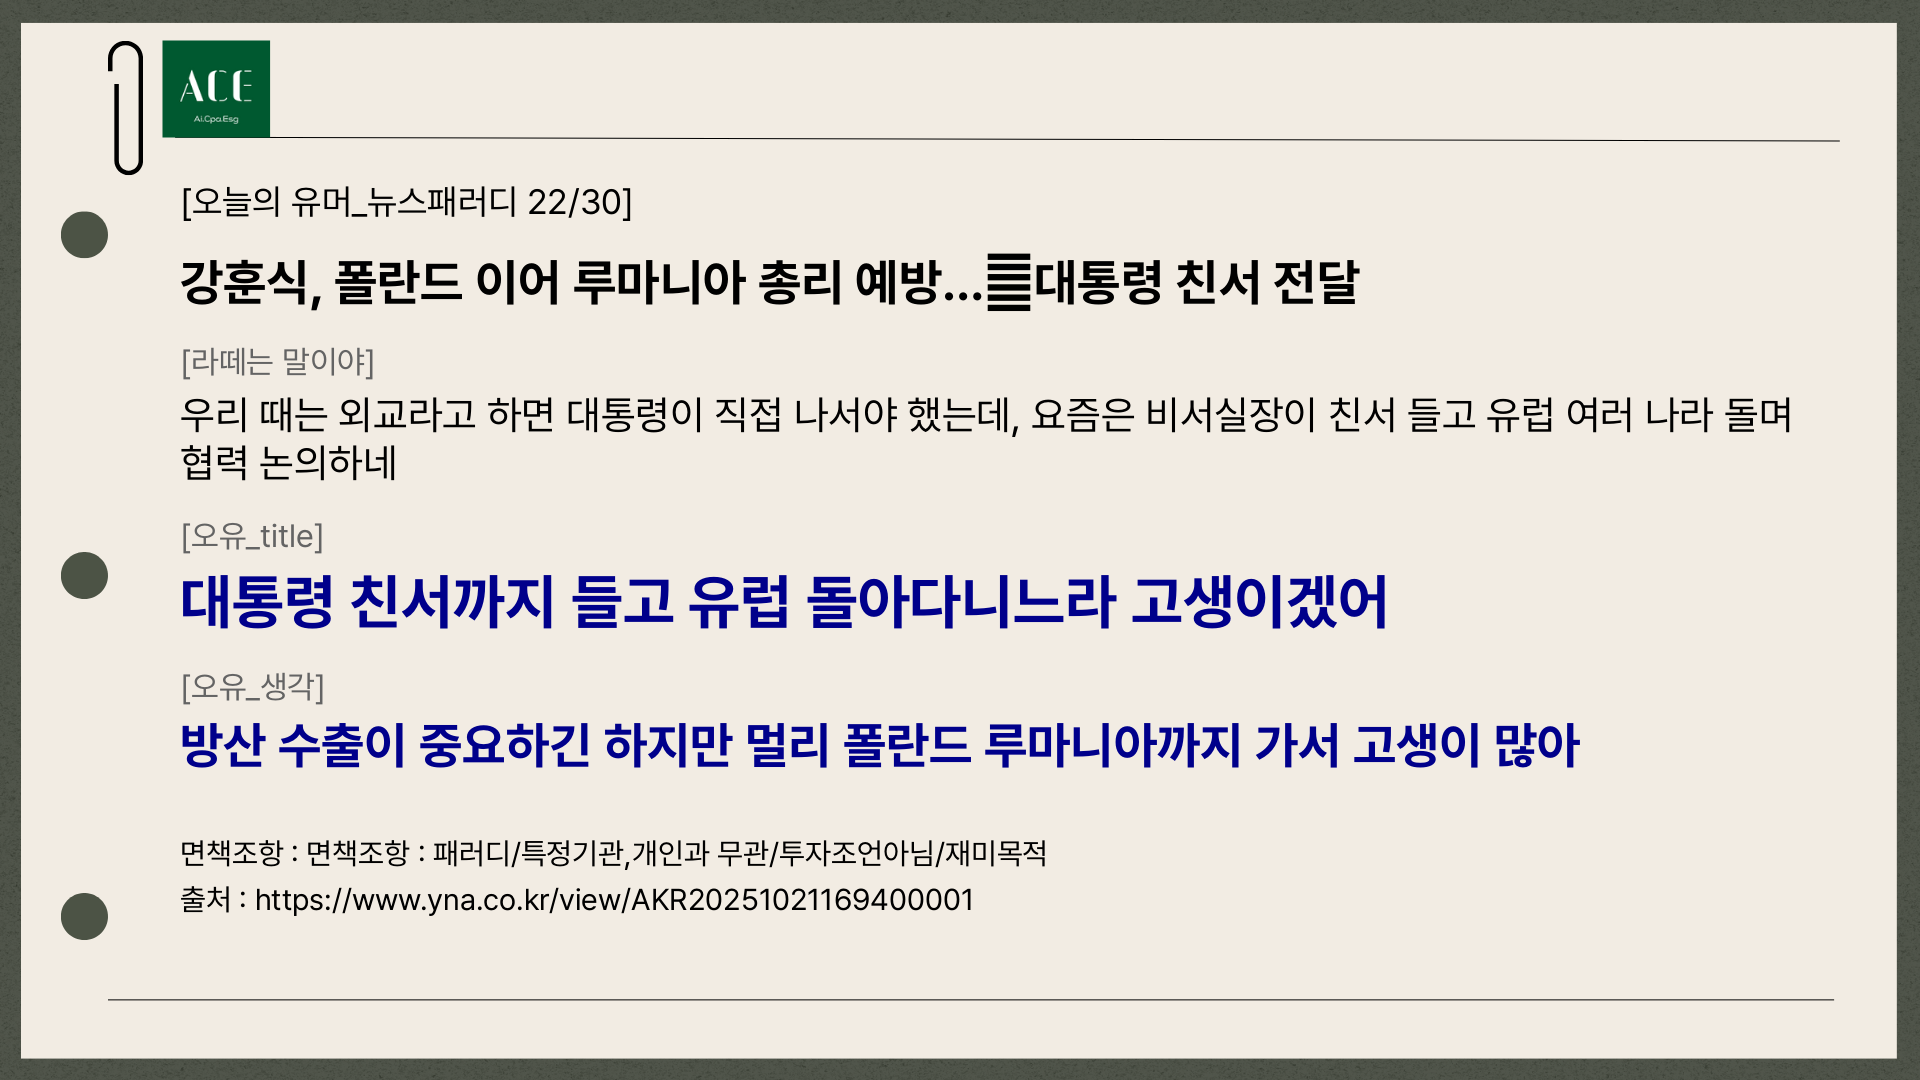 ACE
Ai.Cpa.Esg
[오늘의 유머_뉴스패러디 22/30]
강훈식, 폴란드 이어 루마니아 총리 예방...䷀대통령 친서 전달
[라떼는 말이야]
우리 때는 외교라고 하면 대통령이 직접 나서야 했는데, 요즘은 비서실장이 친서 들고 유럽 여러 나라 돌며
협력 논의하네
[오유_title]
대통령 친서까지 들고 유럽 돌아다니느라 고생이겠어
[오유_생각]
방산 수출이 중요하긴 하지만 멀리 폴란드 루마니아까지 가서 고생이 많아
면책조항 : 면책조항 : 패러디/특정기관,개인과 무관/투자조언아님/재미목적
출처 : https://www.yna.co.kr/view/AKR20251021169400001